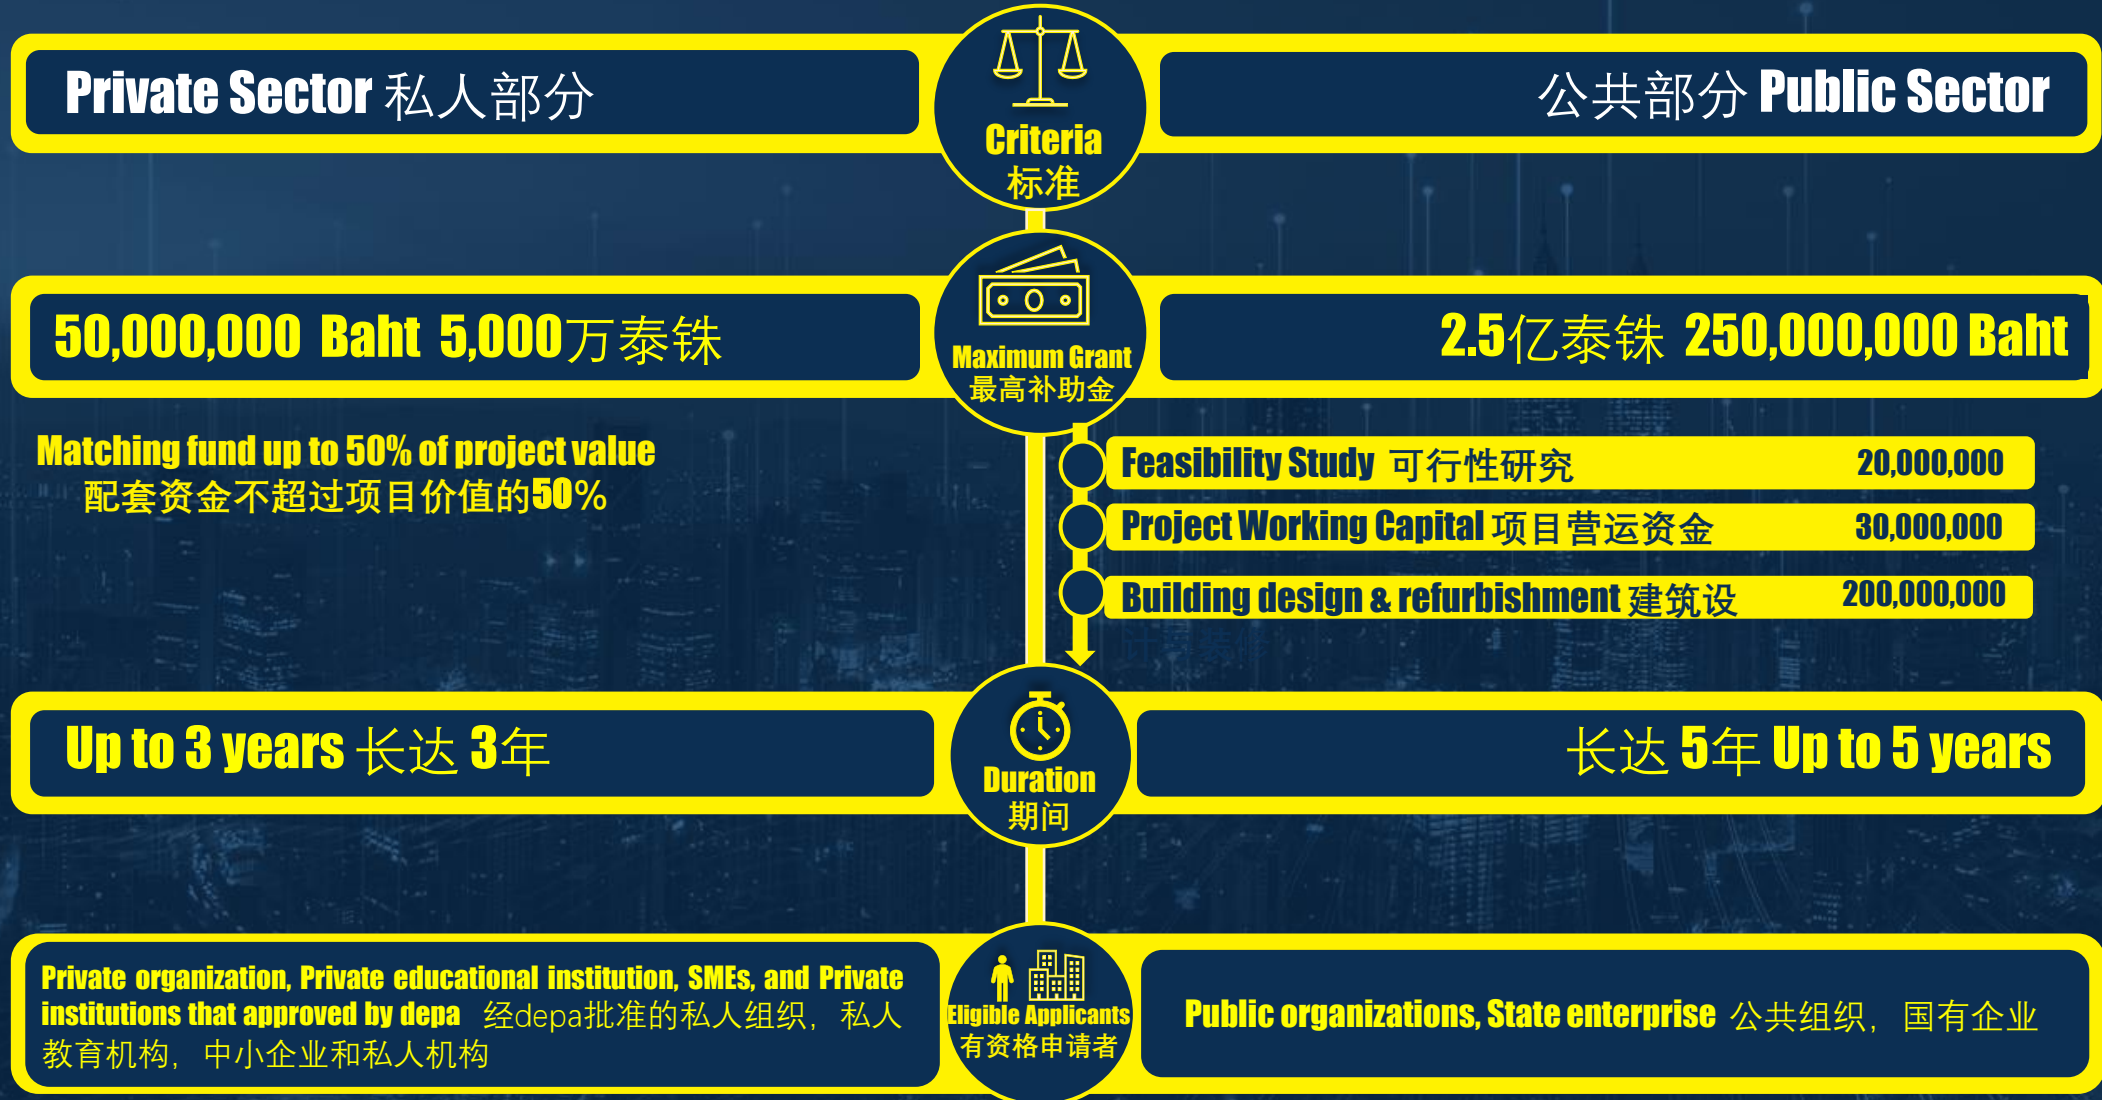 Private Sector 私人部分
Criteria
标准
公共部分 Public Sector
50,000,000 Baht 5,000万泰铢
Maximum Grant
最高补助金
2.5亿泰铢 250,000,000 Baht
Matching fund up to 50% of project value
配套资金不超过项目价值的50%
Feasibility Study 可行性研究 20,000,000
Project Working Capital 项目营运资金 30,000,000
Building design & refurbishment 建筑设 200,000,000
Up to 3 years 长达 3年
Duration
期间
长达 5年 Up to 5 years
Private organization, Private educational institution, SMEs, and Private
institutions that approved by depa 经depa批准的私人组织，私人
教育机构，中小企业和私人机构
Eligible Applicants
有资格申请者
Public organizations, State enterprise 公共组织，国有企业